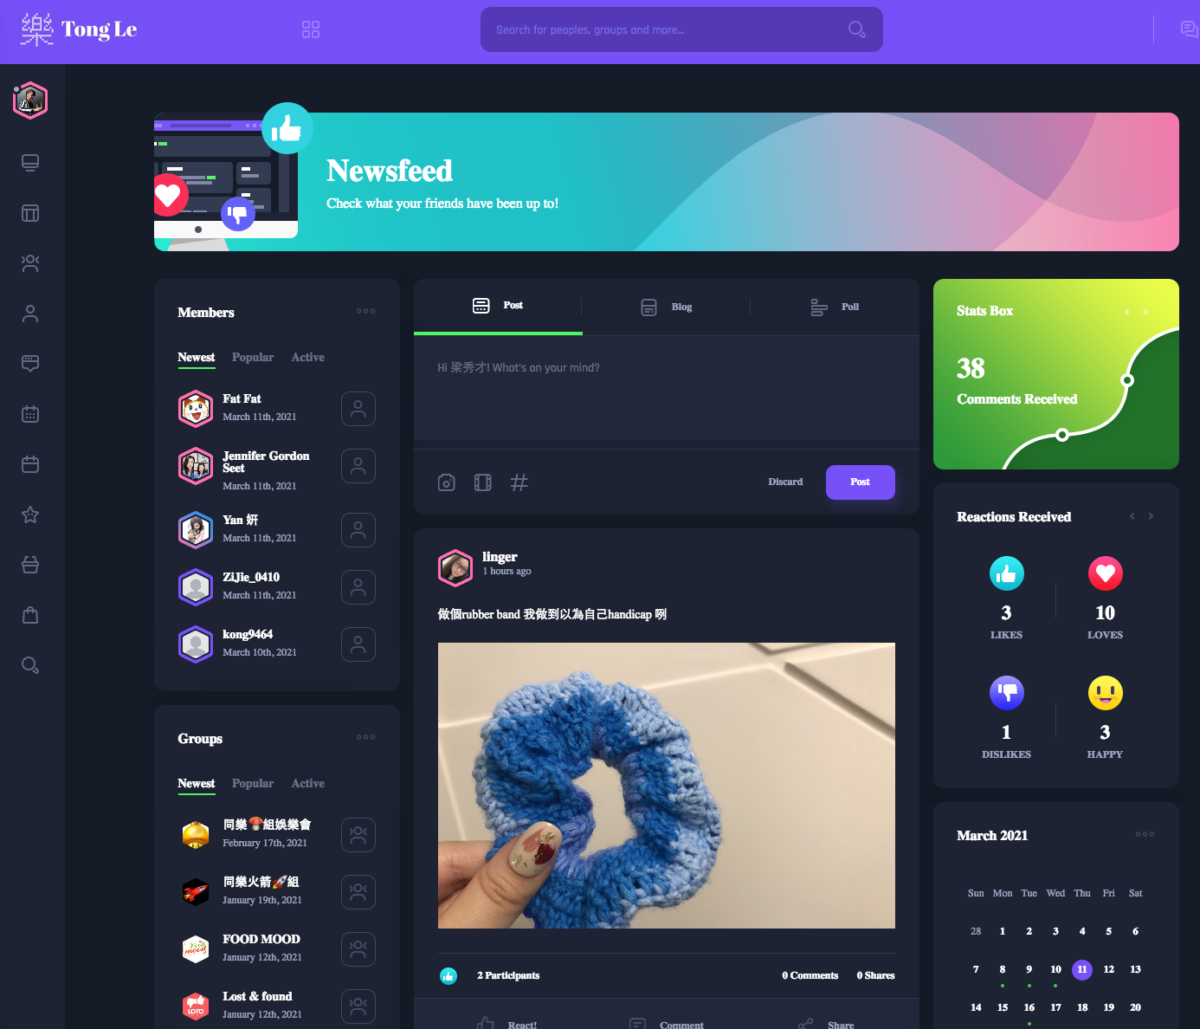 樂 Tong Le
Search for peoples, groups and more...
Newsfeed
Check what your friends have been up to!
Members
Newest Popular Active
Fat Fat
March 11th, 2021
Jennifer Gordon
Seet
March 11th, 2021
Yan 妍
March 11th, 2021
ZiJie_0410
March 11th, 2021
kong9464
March 10th, 2021
Groups
Newest Popular Active
同樂🍄組娛樂會
February 17th, 2021
同樂火箭🚀組
January 19th, 2021
FOOD MOOD
January 12th, 2021
Lost & found
January 12th, 2021
Post Blog Poll
Hi 梁秀才! What's on your mind?
Discard Post
linger
1 hours ago
做個rubber band 我做到以為自己handicap 咧
2 Participants 0 Comments 0 Shares
React! Comment Share
Stats Box
38
Comments Received
Reactions Received
3 10
LIKES LOVES
1 3
DISLIKES HAPPY
March 2021
Sun Mon Tue Wed Thu Fri Sat
28 1 2 3 4 5 6
7 8 9 10 11 12 13
14 15 16 17 18 19 20